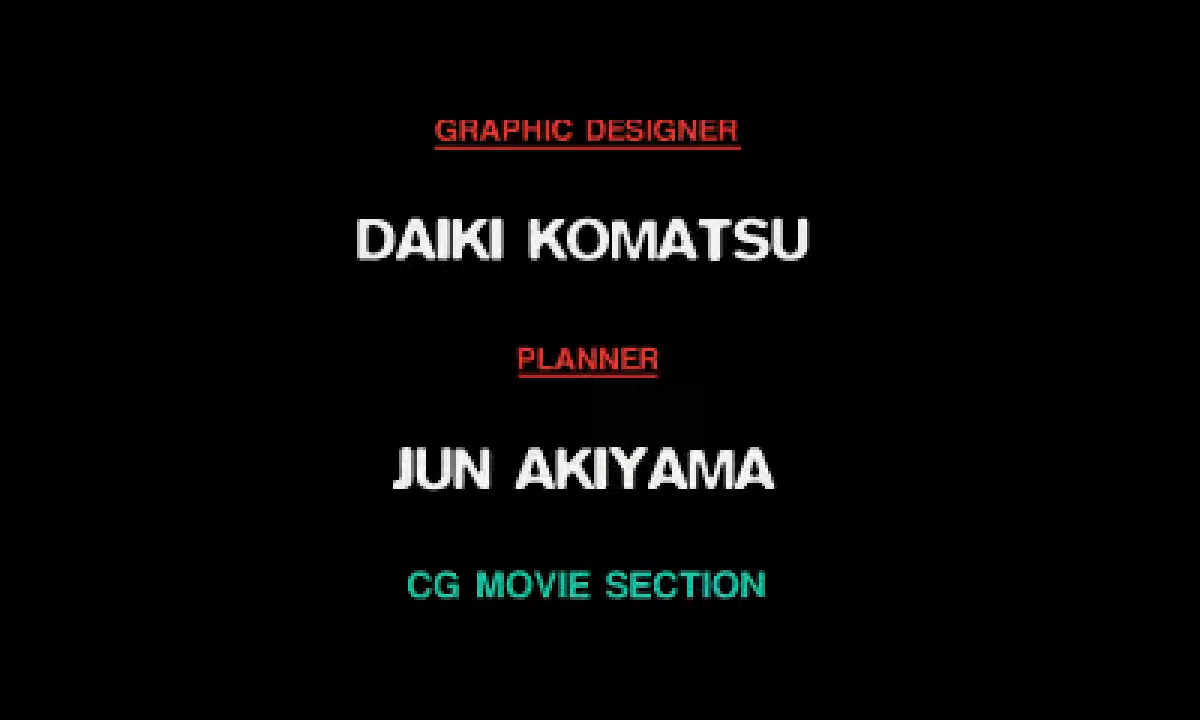 GRAPHIC DESIGNER
DAIKI KOMATSU
PLANNER
JUN AKIYAMA
CG MOVIE SECTION